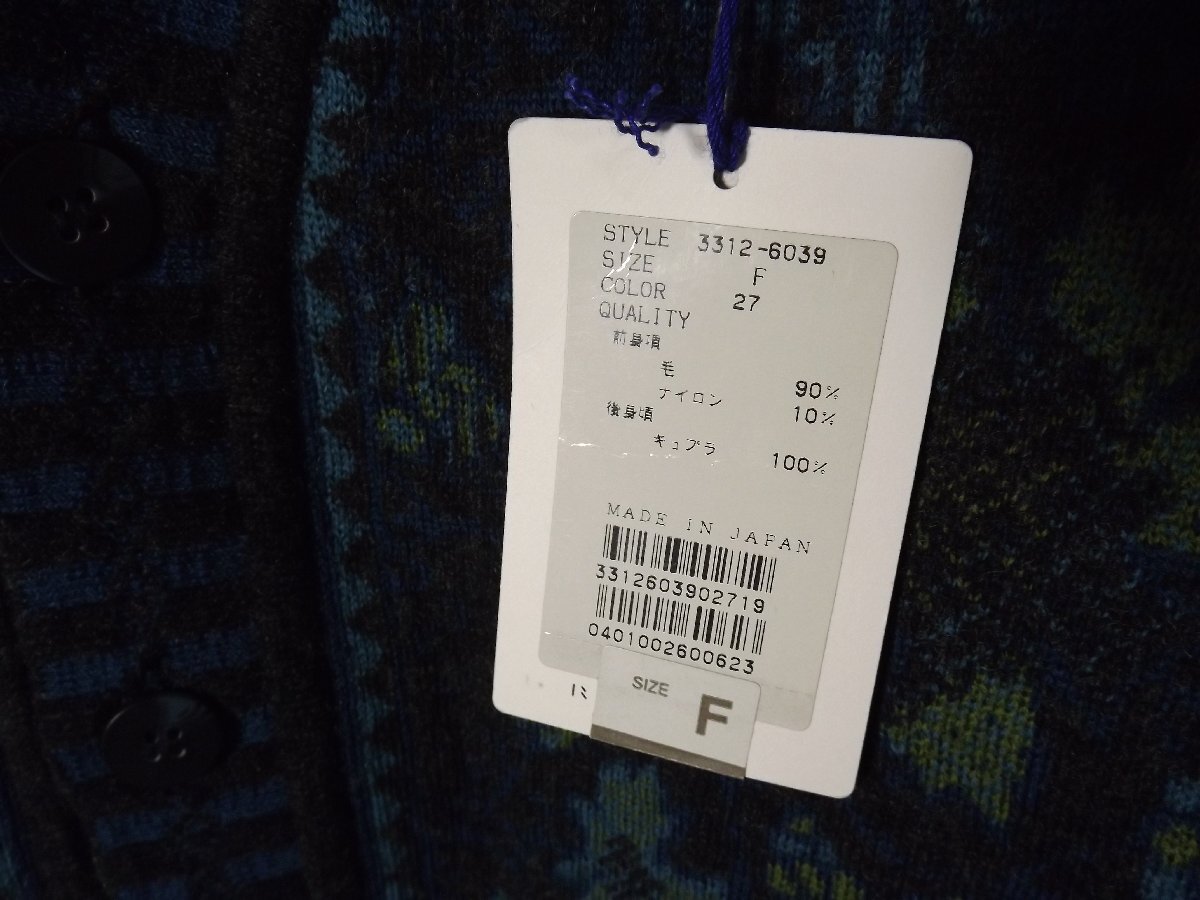 STYLE 3312-6039
SIZE F
COLOR 27
QUALITY
前身頃
毛 90%
ナイロン 10%
後身頃
キュプラ 100%
MADE IN JAPAN
3312603902719
0401002600623
SIZE F